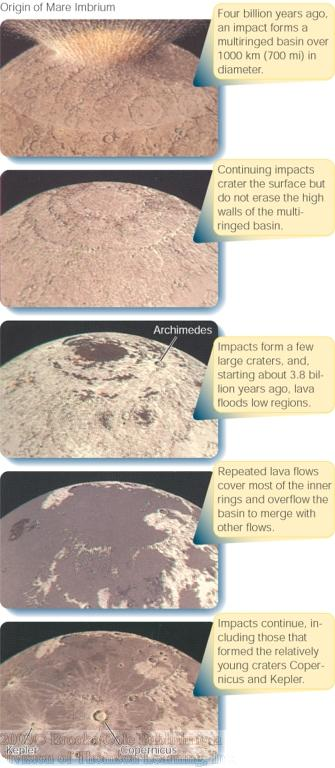 Origin of Mare Imbrium
Four billion years ago,
an impact forms a
multiringed basin over
1000 km (700 mi) in
diameter.
Continuing impacts
crater the surface but
do not erase the high
walls of the multi-
ringed basin.
Archimedes
Impacts form a few
large craters, and,
starting about 3.8 bil-
lion years ago, lava
floods low regions.
Repeated lava flows
cover most of the inner
rings and overflow the
basin to merge with
other flows.
Impacts continue, in-
cluding those that
formed the relatively
young craters Coper-
nicus and Kepler.
Kepler
Copernicus